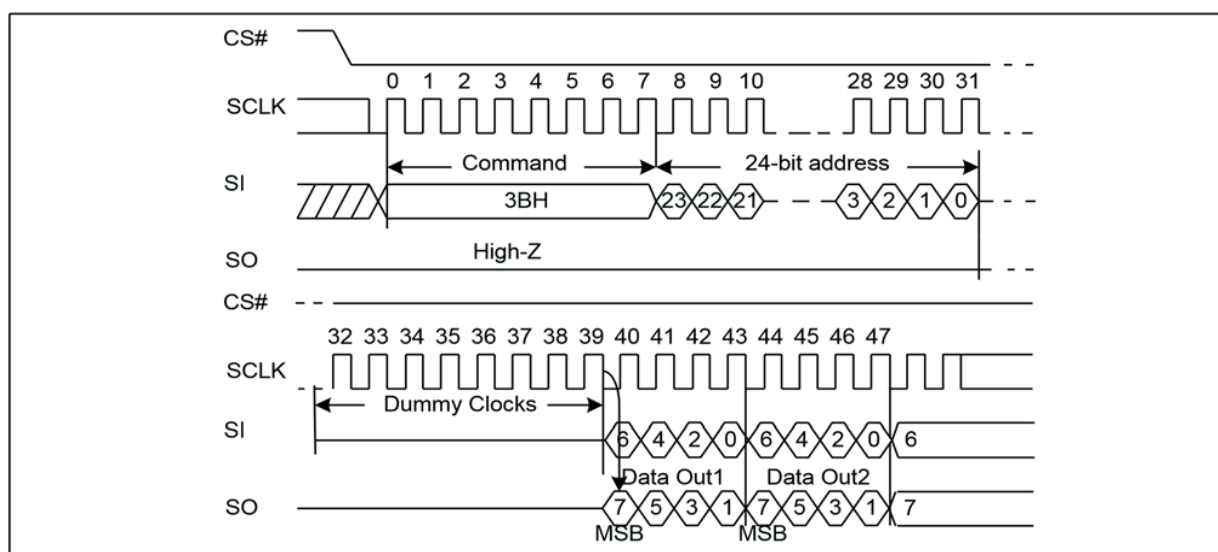 CS#
0 1 2 3 4 5 6 7 8 9 10 28 29 30 31
SCLK
Command 24-bit address
SI
3BH 23 22 21 3 2 1 0
High-Z
SO
CS#
32 33 34 35 36 37 38 39 40 41 42 43 44 45 46 47
SCLK
Dummy Clocks
SI
6 4 2 0 6 4 2 0 6
Data Out1 Data Out2
SO 7 5 3 1 7 5 3 1 7
MSB MSB